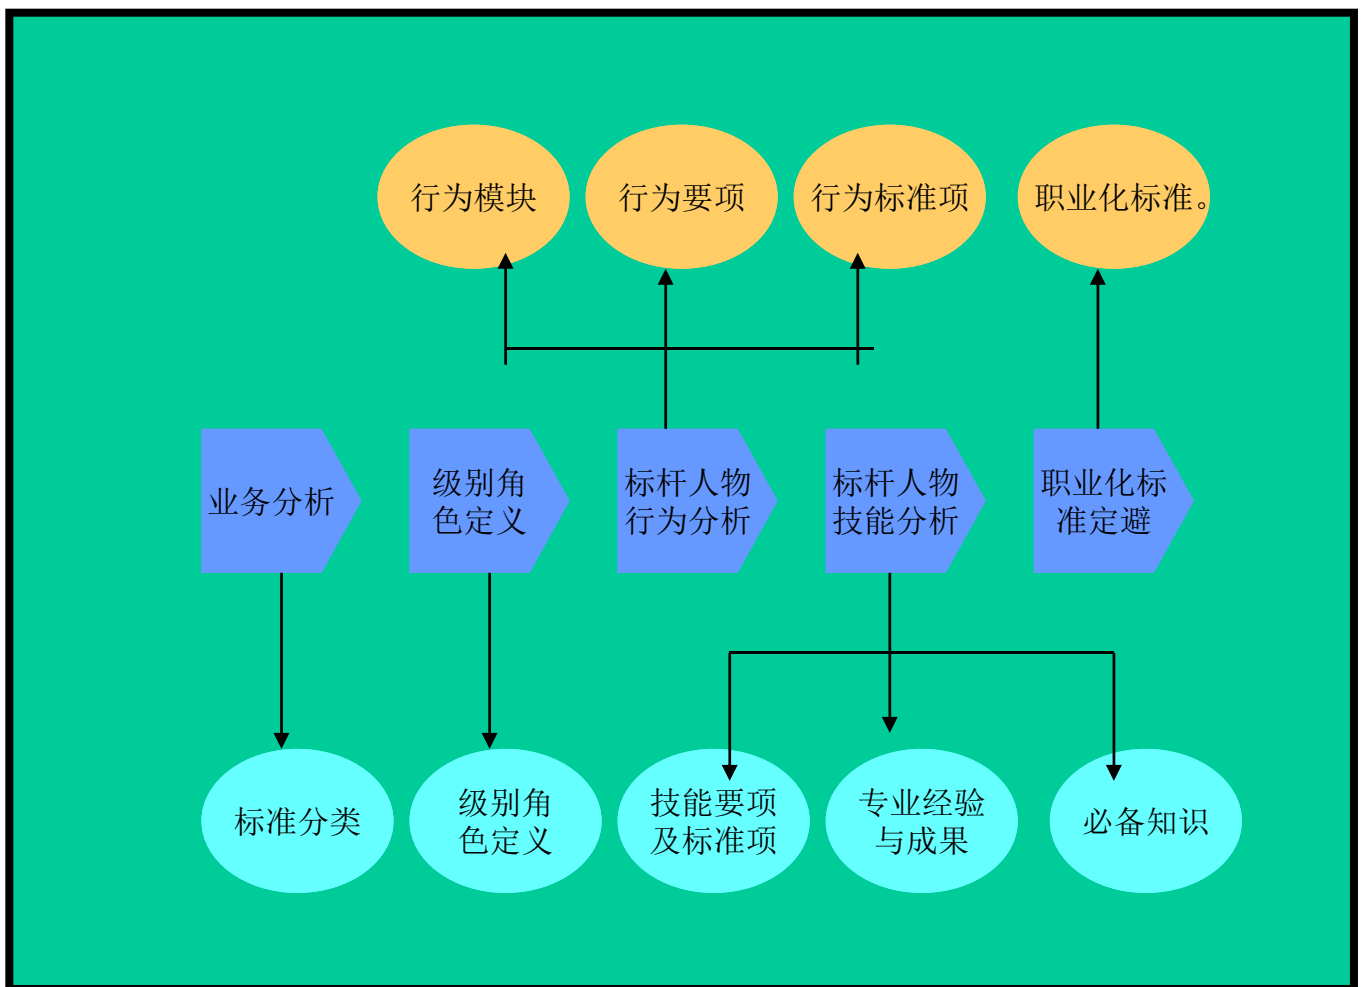 行为模块
行为要项
行为标准项
职业化标准。
业务分析
级别角
色定义
标杆人物
行为分析
标杆人物
技能分析
职业化标
准定避
标准分类
级别角
色定义
技能要项
及标准项
专业经验
与成果
必备知识